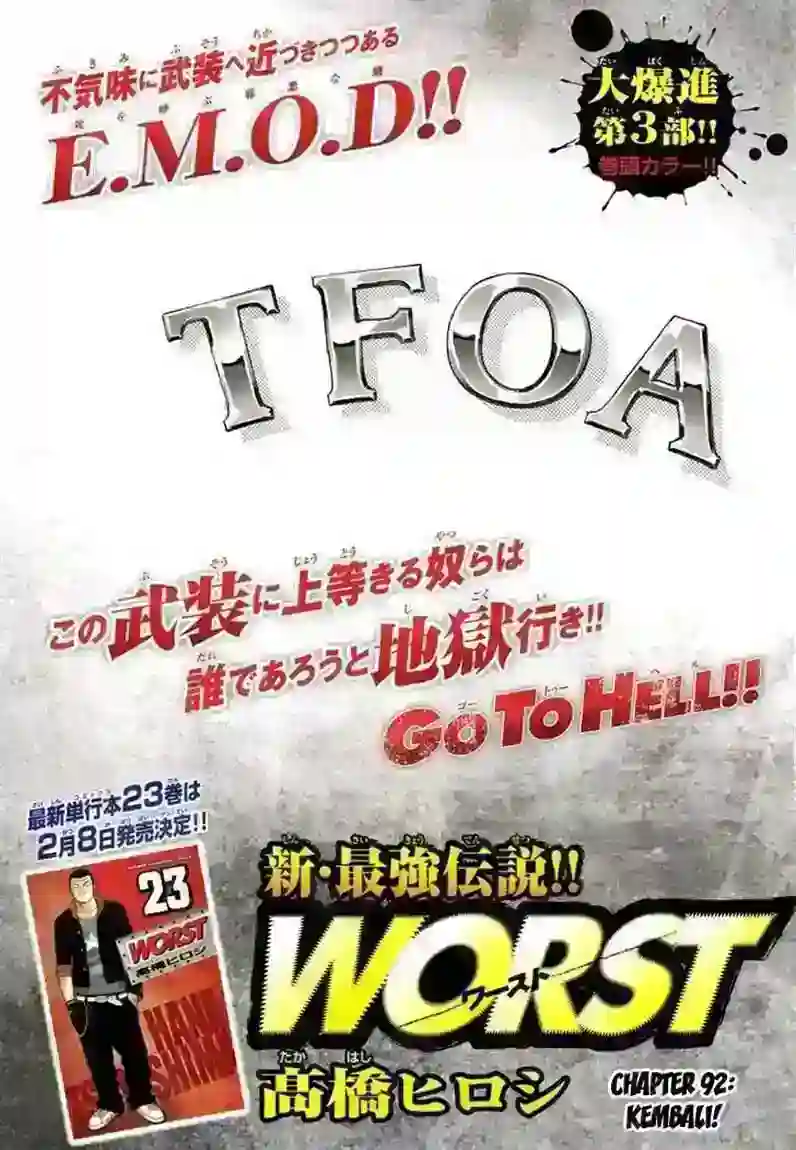 不気味に武装へ近づきつつある
E.M.O.D!!
大爆進
第3部!!
巻頭カラー!!
TFOA
この武装に上等きる奴らは
誰であろうと地獄行き!!
GO TO HELL!!
最新単行本23巻は
2月8日発売決定!!
23
WORST
髙橋ヒロシ
新・最強伝説!!
WORST
ワースト
髙橋ヒロシ
CHAPTER 92:
KEMBALI!